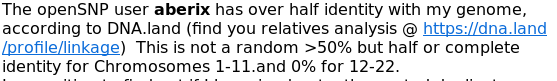 The openSNP user aberix has over half identity with my genome,
according to DNA.land (find you relatives analysis @ https://dna.land
/profile/linkage)  This is not a random >50% but half or complete
identity for Chromosomes 1-11.and 0% for 12-22.